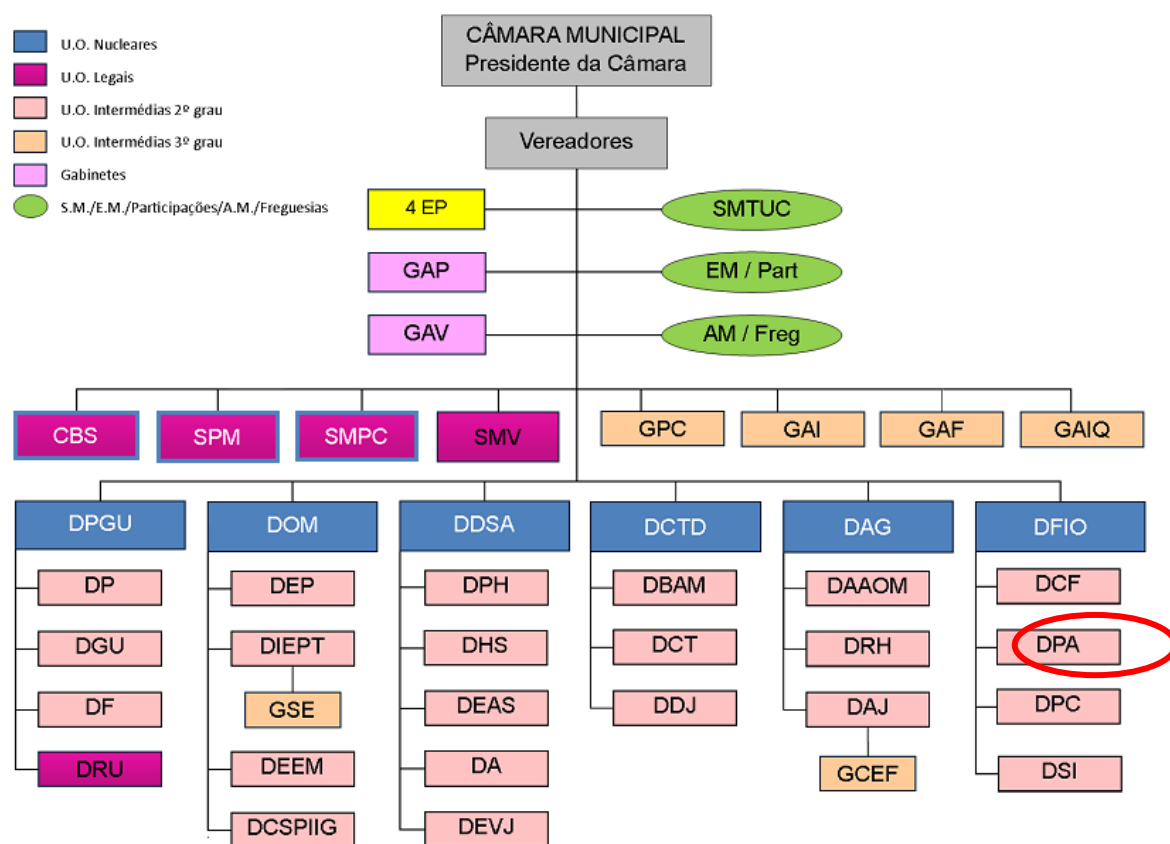 CÂMARA MUNICIPAL
Presidente da Câmara
U.O. Nucleares
U.O. Legais
U.O. Intermédias 2º grau
U.O. Intermédias 3º grau
Gabinetes
S.M./E.M./Participações/A.M./Freguesias
Vereadores
4 EP
SMTUC
GAP
EM / Part
GAV
AM / Freg
CBS
SPM
SMPC
SMV
GPC
GAI
GAF
GAIQ
DPGU
DOM
DDSA
DCTD
DAG
DFIO
DP
DGU
DF
DRU
DEP
DIEPT
GSE
DEEM
DCSPIIG
DPH
DHS
DEAS
DA
DEVJ
DBAM
DCT
DDJ
DAAOM
DRH
DAJ
GCEF
DCF
DPA
DPC
DSI